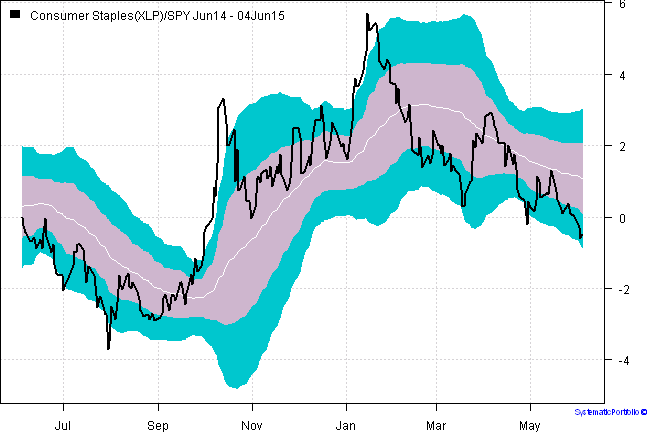 Consumer Staples(XLP)/SPY Jun14 - 04Jun15
6
4
2
0
-2
-4
Jul Sep Nov Jan Mar May
SystematicPortfolio ©